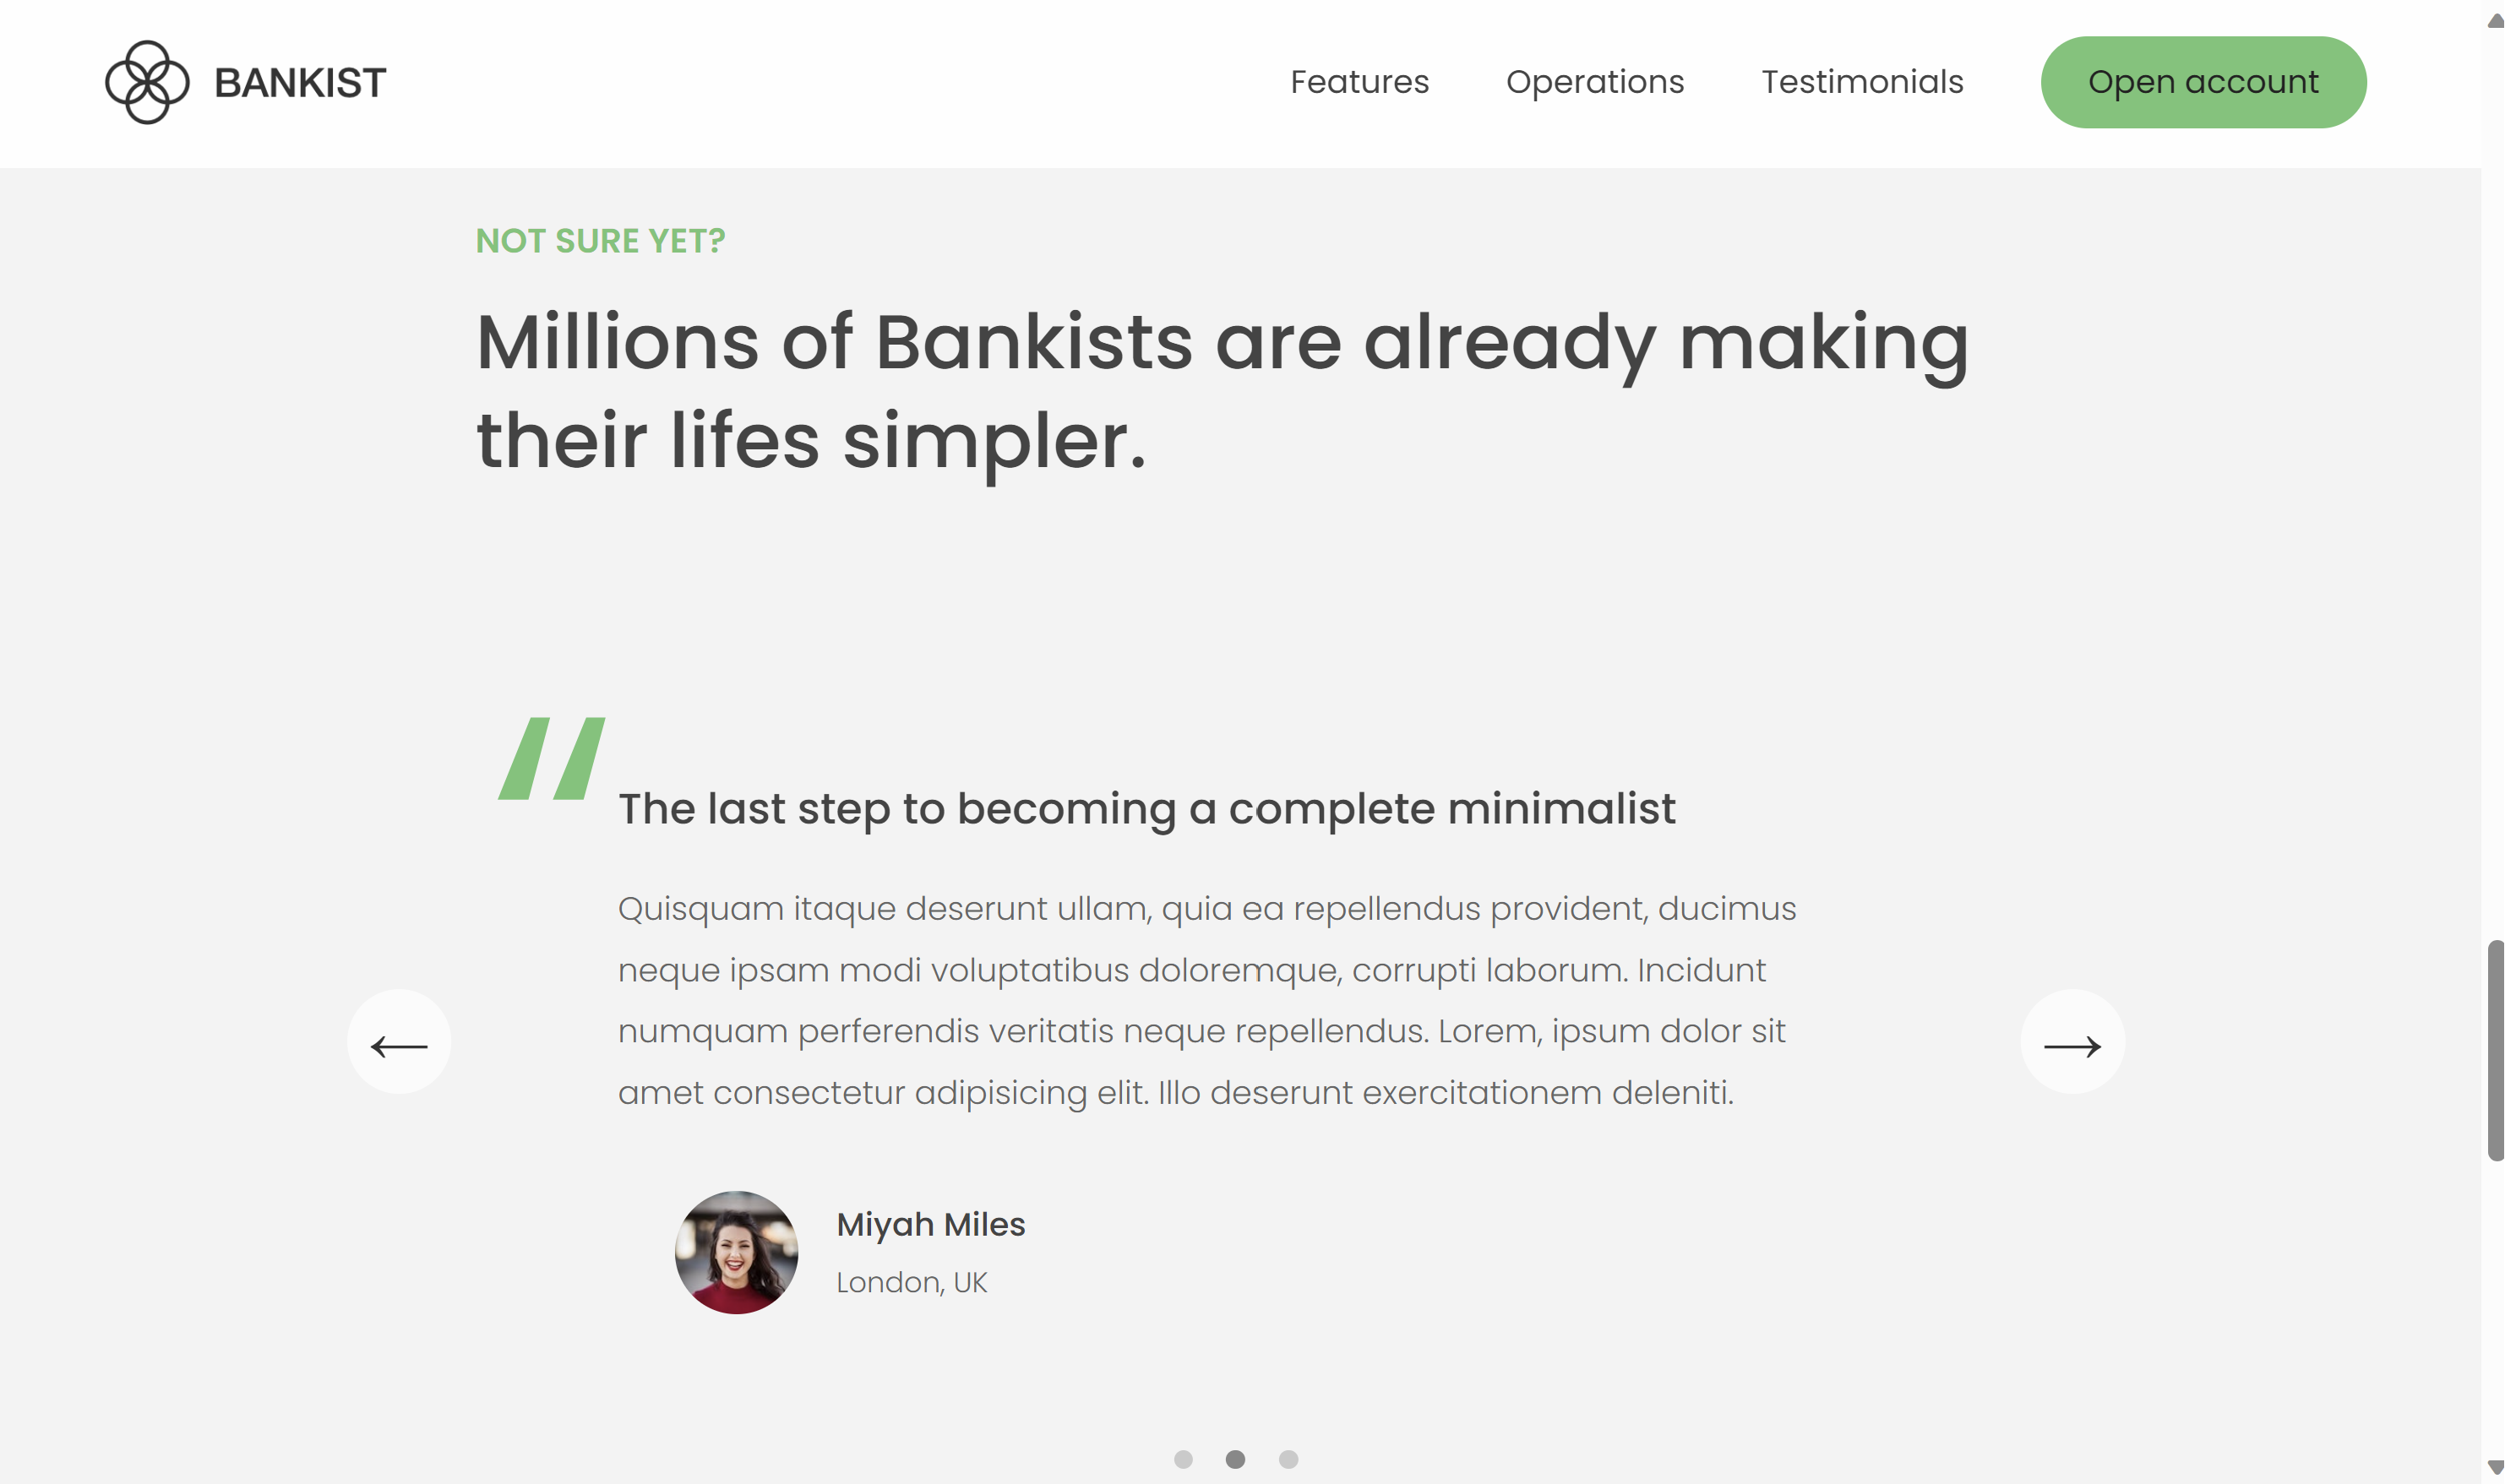 BANKIST
Features
Operations
Testimonials
Open account
NOT SURE YET?
Millions of Bankists are already making
their lifes simpler.
“
The last step to becoming a complete minimalist
Quisquam itaque deserunt ullam, quia ea repellendus provident, ducimus
neque ipsam modi voluptatibus doloremque, corrupti laborum. Incidunt
numquam perferendis veritatis neque repellendus. Lorem, ipsum dolor sit
amet consectetur adipisicing elit. Illo deserunt exercitationem deleniti.
←
→
Miyah Miles
London, UK